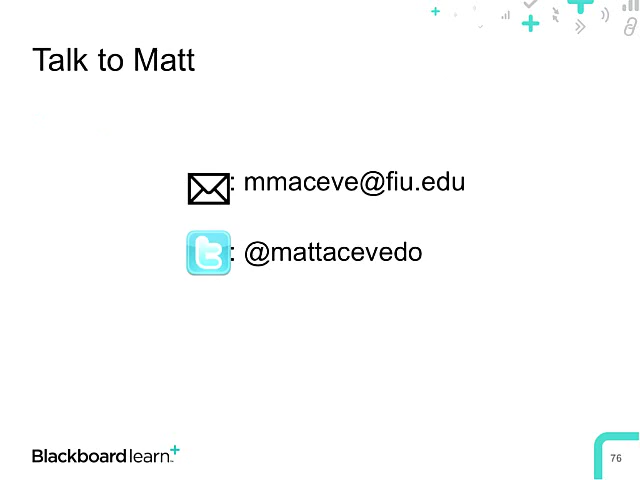 Talk to Matt
: mmaceve@fiu.edu
: @mattacevedo
Blackboard learn+
76